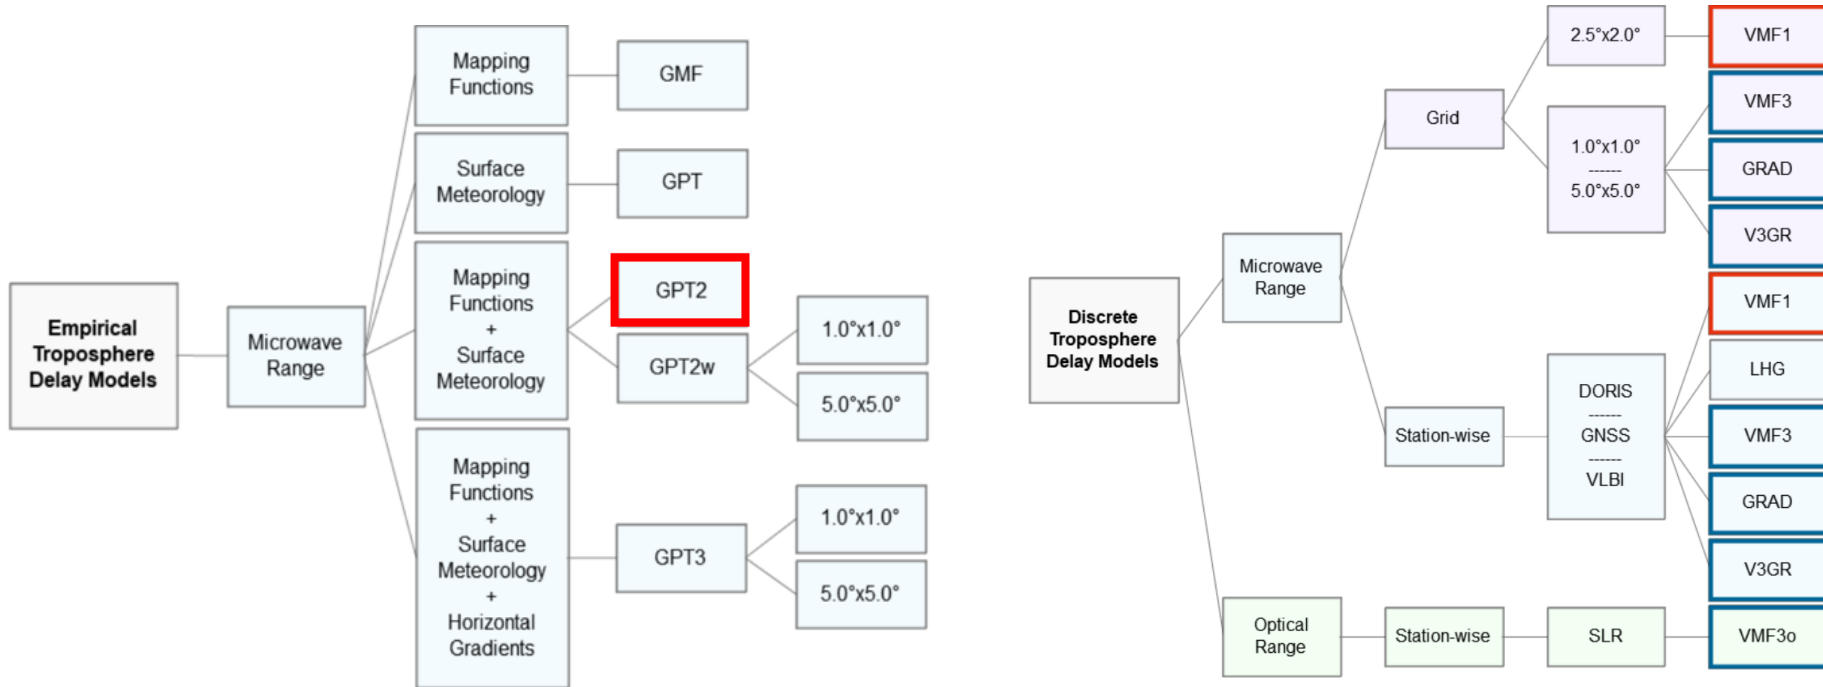 Empirical
Troposphere
Delay Models
Microwave
Range
Mapping
Functions
GMF
Surface
Meteorology
GPT
Mapping
Functions
+
Surface
Meteorology
GPT2
GPT2w
1.0°x1.0°
5.0°x5.0°
Mapping
Functions
+
Surface
Meteorology
+
Horizontal
Gradients
GPT3
1.0°x1.0°
5.0°x5.0°
Discrete
Troposphere
Delay Models
Microwave
Range
Grid
2.5°x2.0°
VMF1
1.0°x1.0°
------
5.0°x5.0°
VMF3
GRAD
V3GR
Station-wise
DORIS
------
GNSS
------
VLBI
VMF1
LHG
VMF3
GRAD
V3GR
Optical
Range
Station-wise
SLR
VMF3o